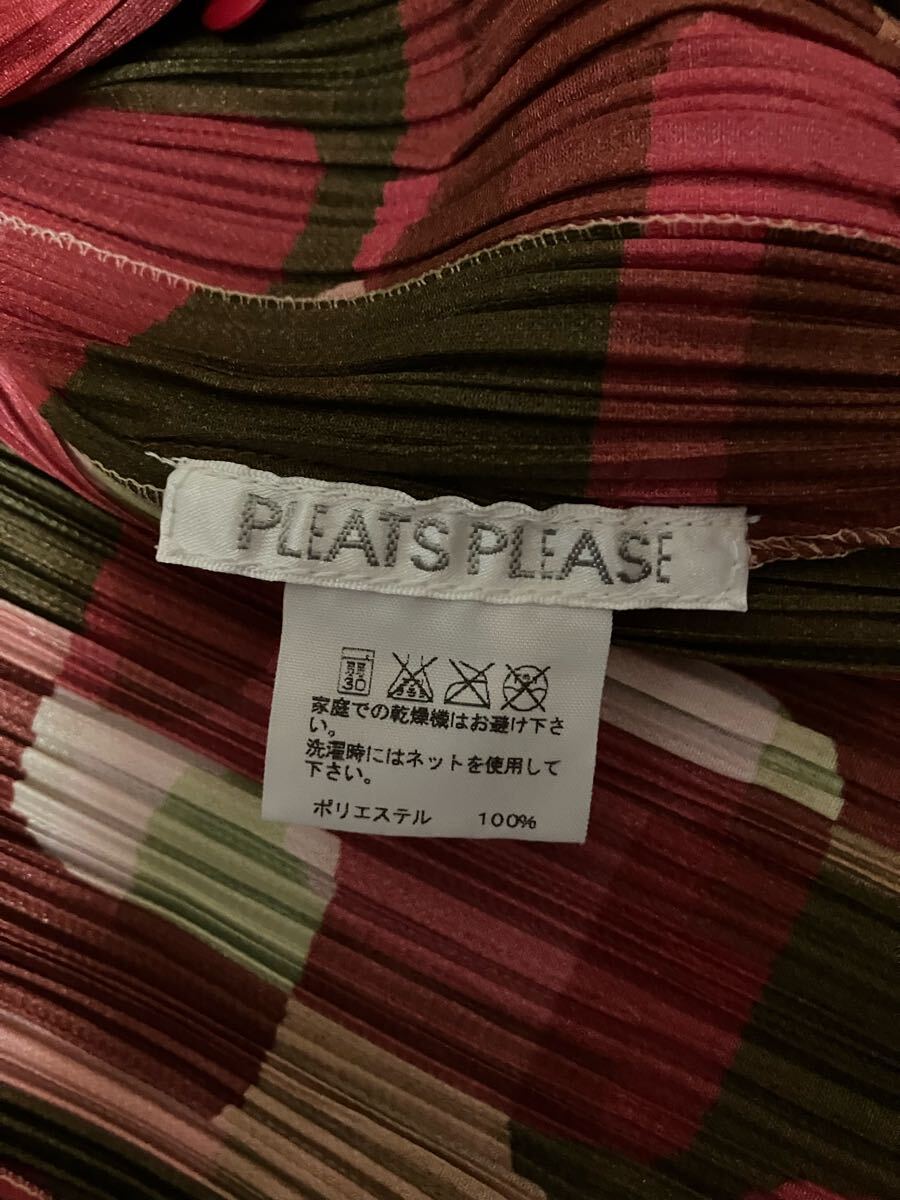 PLEATS PLEASE
弱
30
家庭での乾燥機はお避け下さ
い。
洗濯時にはネットを使用して
下さい。
ポリエステル 100%